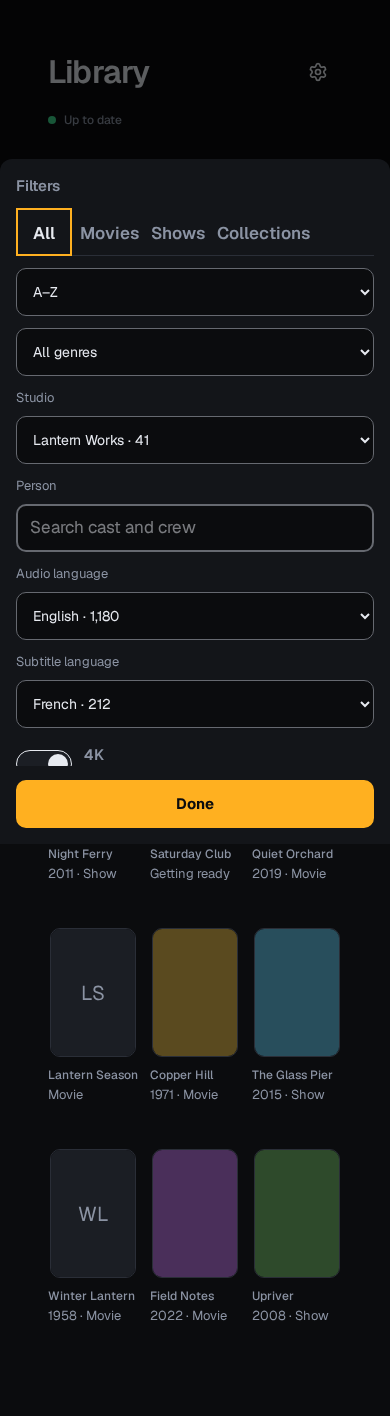 Library
Up to date
Filters
All Movies Shows Collections
A–Z
All genres
Studio
Lantern Works · 41
Person
Search cast and crew
Audio language
English · 1,180
Subtitle language
French · 212
4K
Done
Night Ferry Saturday Club Quiet Orchard
2011 · Show Getting ready 2019 · Movie
LS
Lantern Season Copper Hill The Glass Pier
Movie 1971 · Movie 2015 · Show
WL
Winter Lantern Field Notes Upriver
1958 · Movie 2022 · Movie 2008 · Show